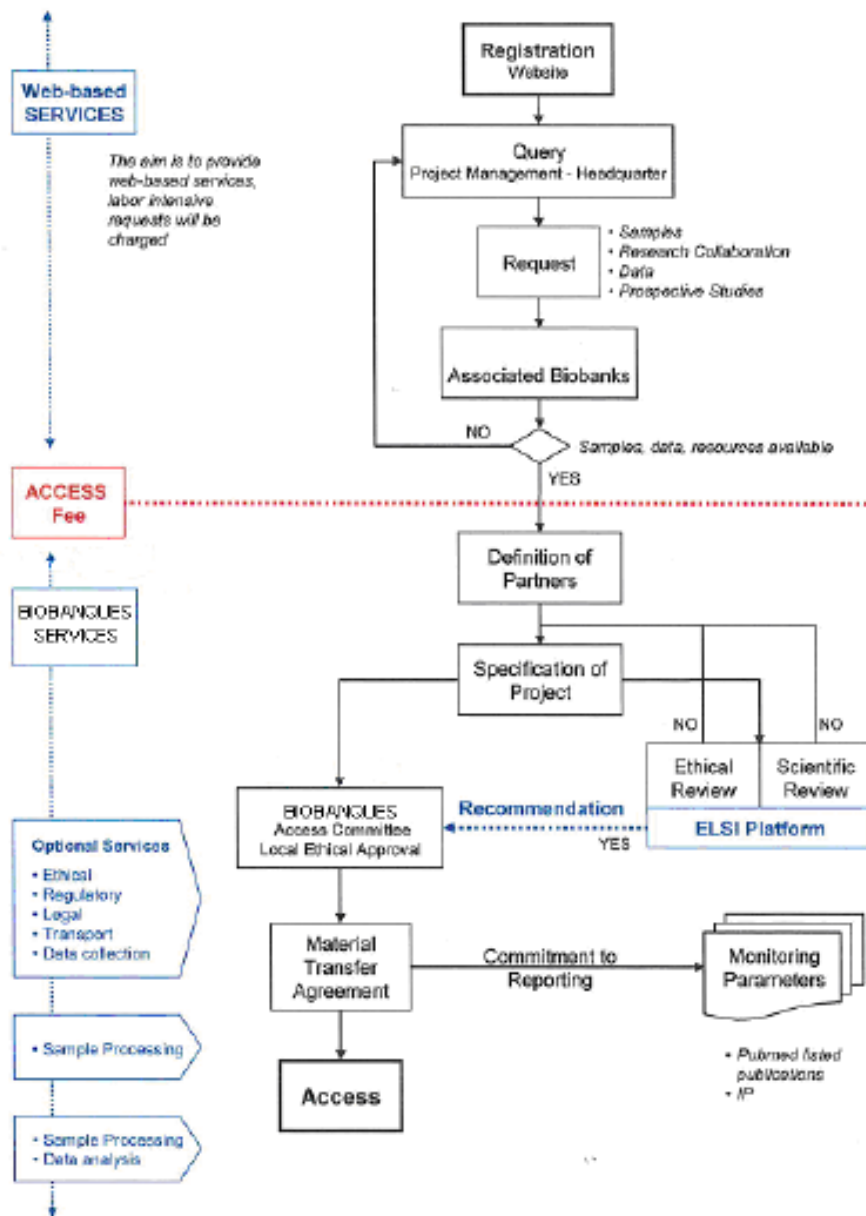 Registration
Website
Web-based
SERVICES
The aim is to provide
web-based services,
labor intensive
requests will be
charged
Query
Project Management - Headquarter
Request
• Samples
• Research Collaboration
• Data
• Prospective Studies
Associated Biobanks
NO
Samples, data, resources available
YES
ACCESS
Fee
Definition of
Partners
BIOBANQUES
SERVICES
Specification of
Project
NO
NO
Ethical
Review
Scientific
Review
ELSI Platform
Recommendation
YES
BIOBANQUES
Access Committee
Local Ethical Approval
Optional Services
• Ethical
• Regulatory
• Legal
• Transport
• Data collection
Material
Transfer
Agreement
Commitment to
Reporting
Monitoring
Parameters
• Pubmed listed
publications
• IP
• Sample Processing
Access
• Sample Processing
• Data analysis